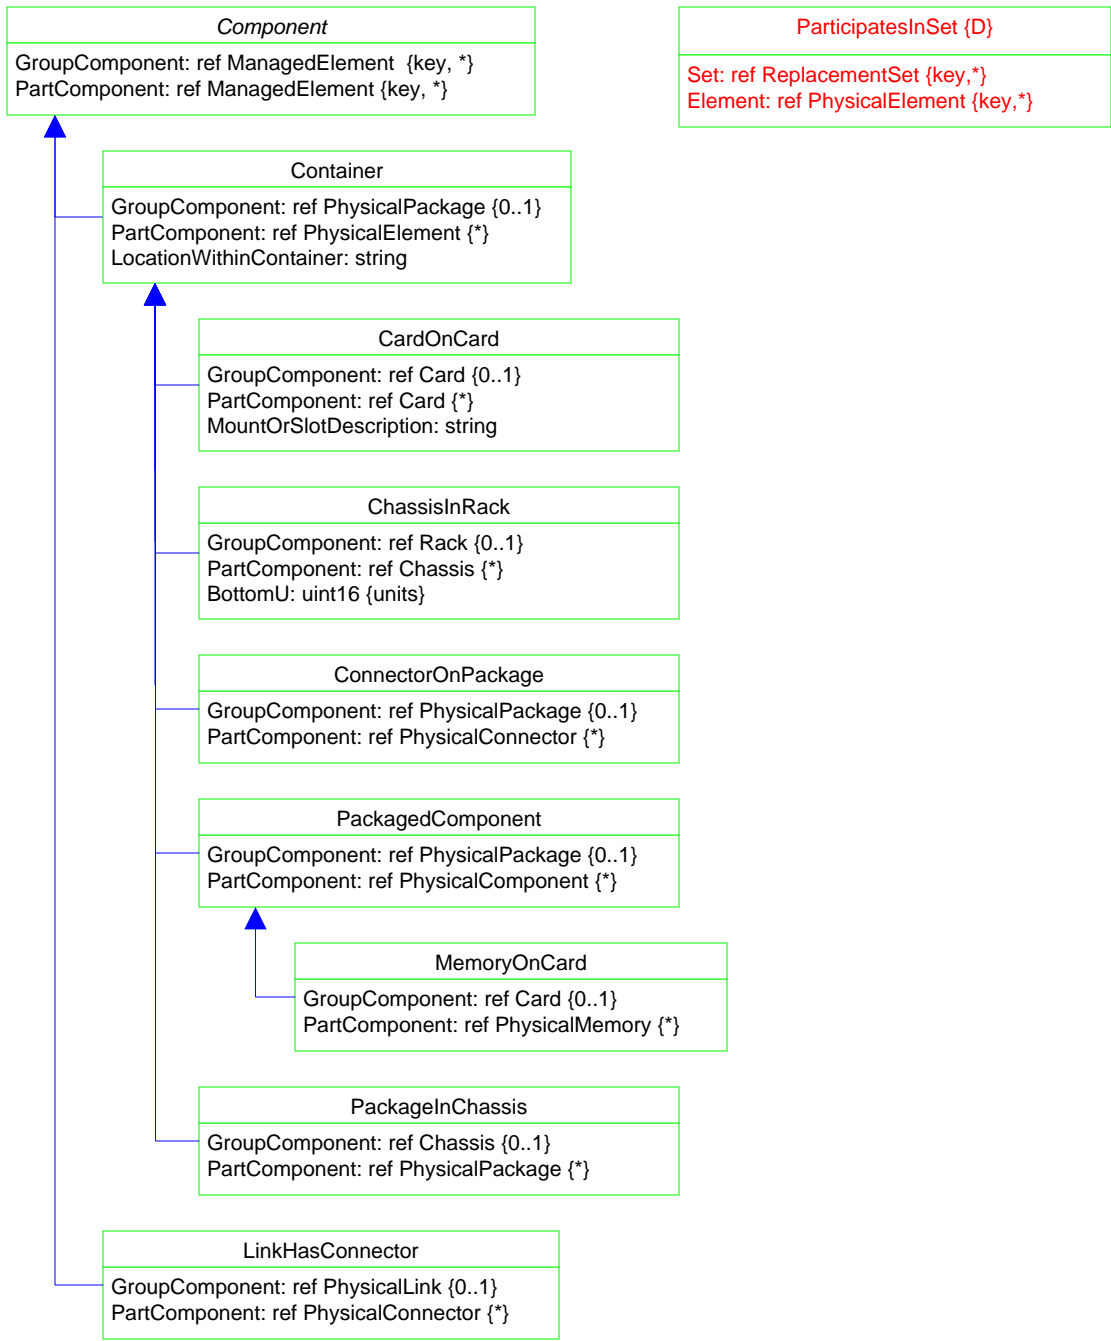 Component
GroupComponent: ref ManagedElement  {key, *}
PartComponent: ref ManagedElement {key, *}
ParticipatesInSet {D}
Set: ref ReplacementSet {key,*}
Element: ref PhysicalElement {key,*}
Container
GroupComponent: ref PhysicalPackage {0..1}
PartComponent: ref PhysicalElement {*}
LocationWithinContainer: string
CardOnCard
GroupComponent: ref Card {0..1}
PartComponent: ref Card {*}
MountOrSlotDescription: string
ChassisInRack
GroupComponent: ref Rack {0..1}
PartComponent: ref Chassis {*}
BottomU: uint16 {units}
ConnectorOnPackage
GroupComponent: ref PhysicalPackage {0..1}
PartComponent: ref PhysicalConnector {*}
PackagedComponent
GroupComponent: ref PhysicalPackage {0..1}
PartComponent: ref PhysicalComponent {*}
MemoryOnCard
GroupComponent: ref Card {0..1}
PartComponent: ref PhysicalMemory {*}
PackageInChassis
GroupComponent: ref Chassis {0..1}
PartComponent: ref PhysicalPackage {*}
LinkHasConnector
GroupComponent: ref PhysicalLink {0..1}
PartComponent: ref PhysicalConnector {*}